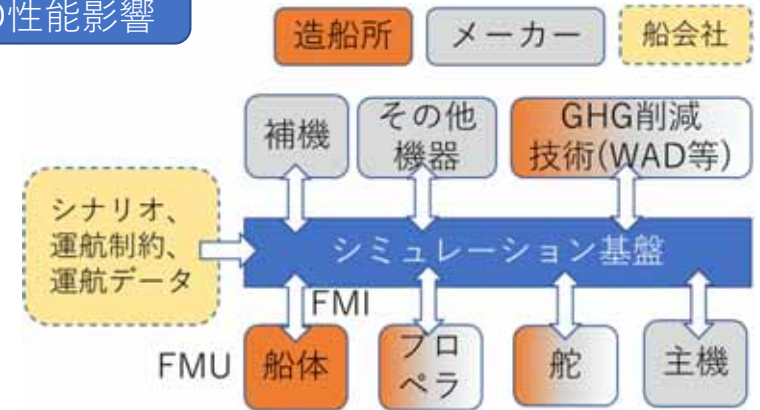 性能影響
造船所
メーカー
船会社
補機
その他
機器
GHG削減
技術(WAD等)
シナリオ、
運航制約、
運航データ
シミュレーション基盤
FMI
FMU
船体
プロ
ペラ
舵
主機